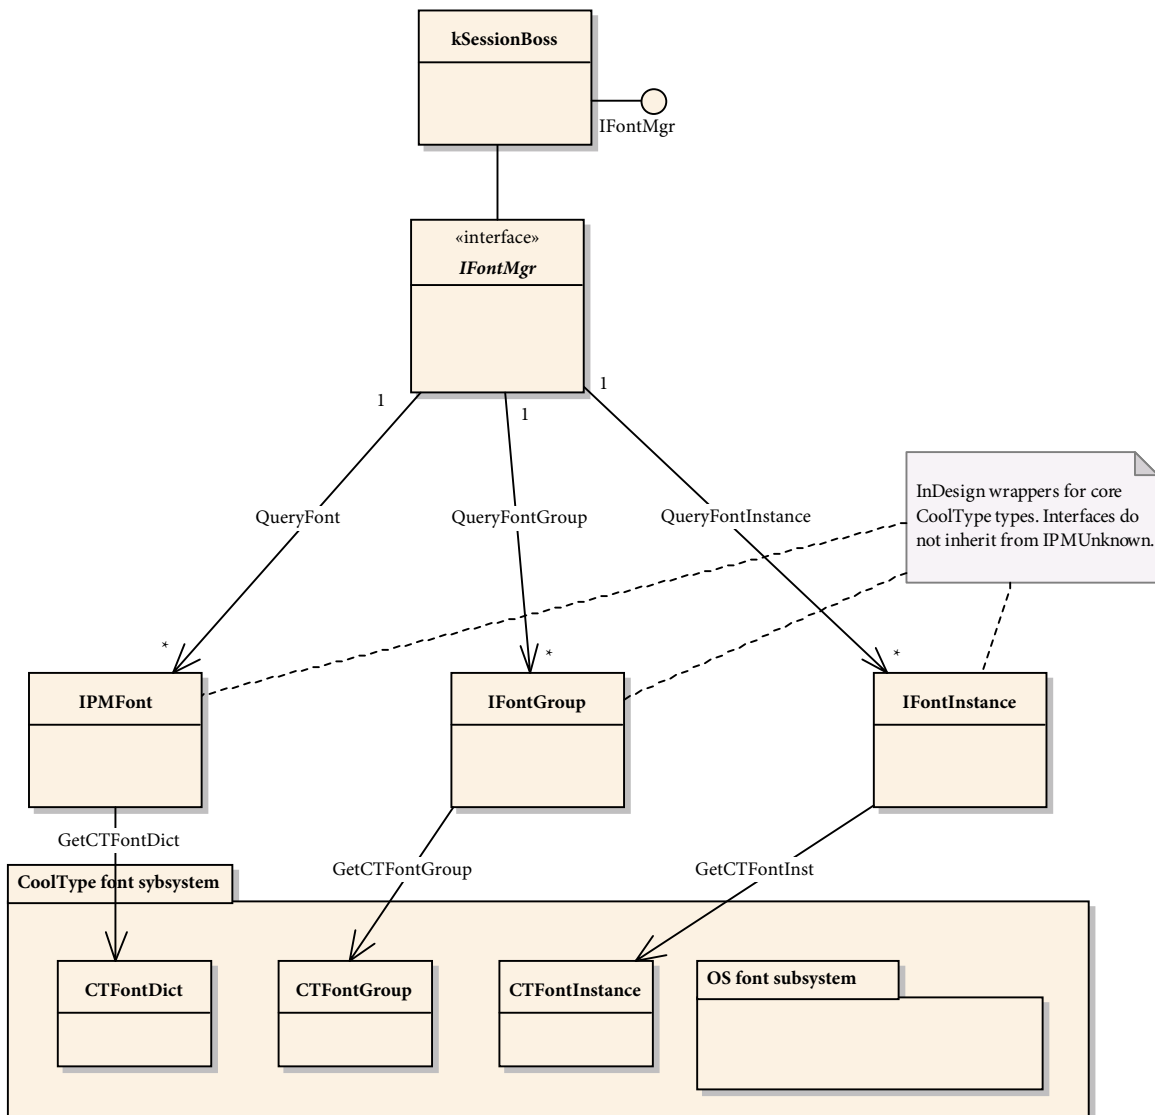 kSessionBoss
IFontMgr
«interface»
IFontMgr
1
1
1
InDesign wrappers for core
CoolType types. Interfaces do
not inherit from IPMUnknown.
QueryFont
QueryFontGroup
QueryFontInstance
*
*
*
IPMFont
IFontGroup
IFontInstance
GetCTFontDict
GetCTFontGroup
GetCTFontInst
CoolType font sybsystem
CTFontDict
CTFontGroup
CTFontInstance
OS font subsystem